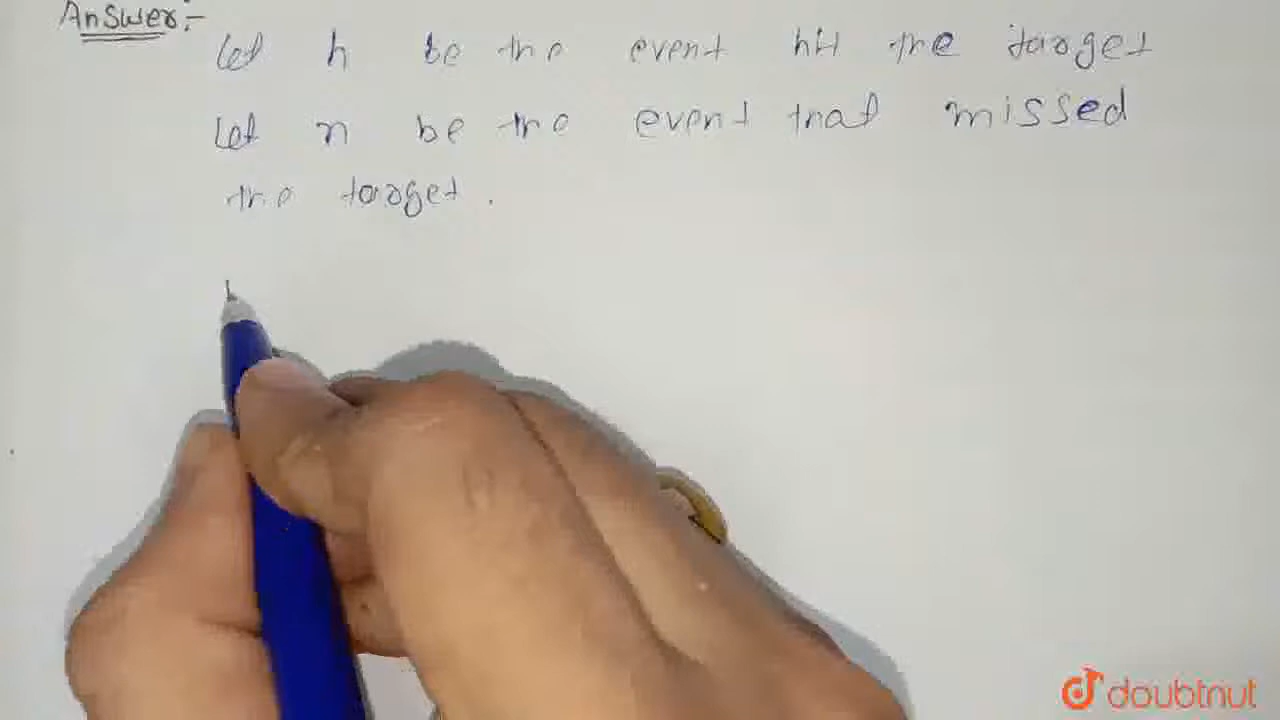 Answer:-
Let h be the event hit the target
Let n be the event that missed
the target.
doubtnut